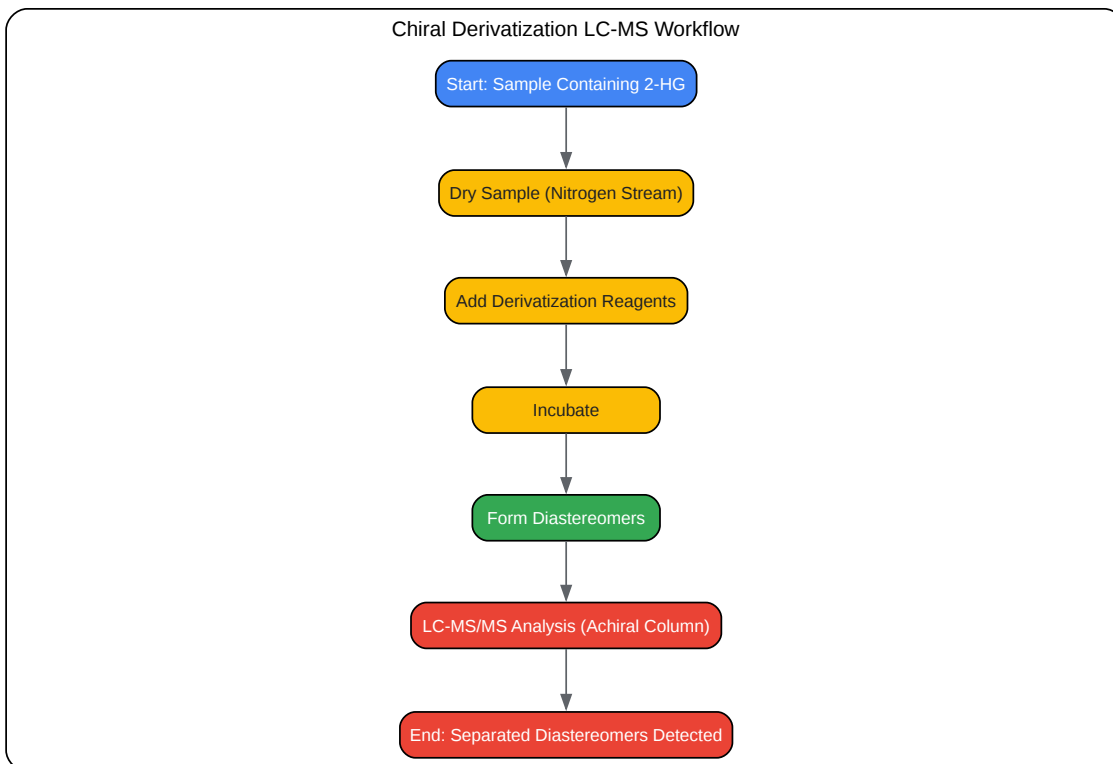 Chiral Derivatization LC-MS Workflow
Start: Sample Containing 2-HG
Dry Sample (Nitrogen Stream)
Add Derivatization Reagents
Incubate
Form Diastereomers
LC-MS/MS Analysis (Achiral Column)
End: Separated Diastereomers Detected